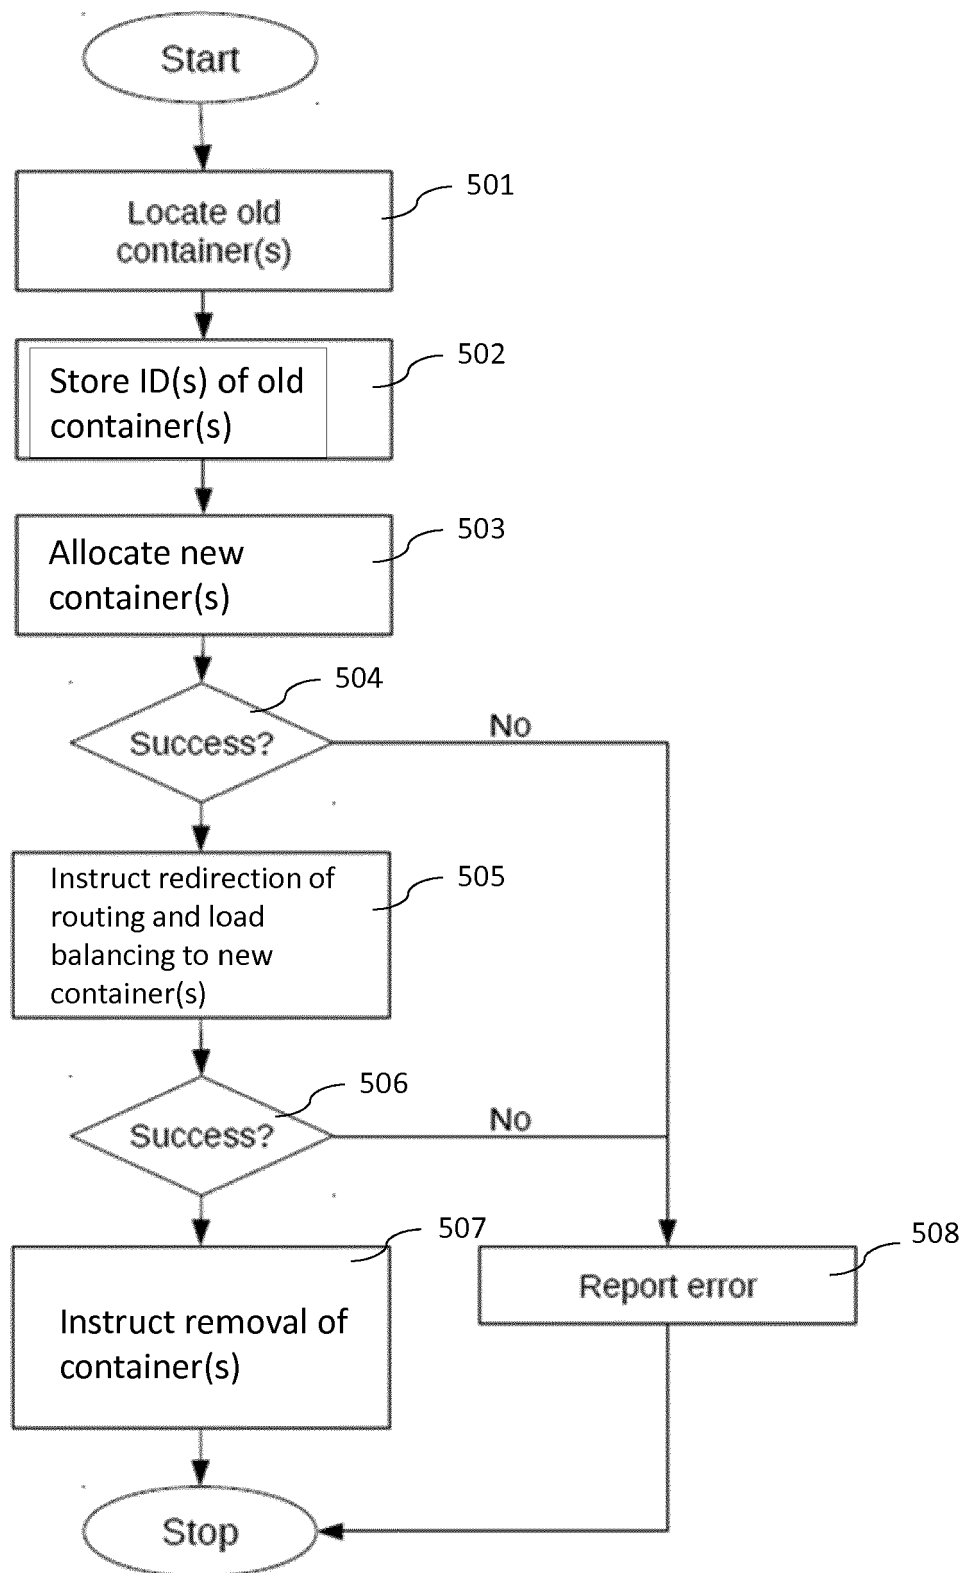 Start
501
Locate old
container(s)
502
Store ID(s) of old
container(s)
503
Allocate new
container(s)
504
Success?
No
505
Instruct redirection of
routing and load
balancing to new
container(s)
506
Success?
No
507
Instruct removal of
container(s)
508
Report error
Stop